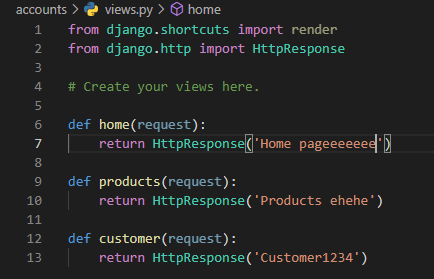 accounts > views.py > home
1 from django.shortcuts import render
2 from django.http import HttpResponse
3
4 # Create your views here.
5
6 def home(request):
7 return HttpResponse('Home pageeeeeee')
8
9 def products(request):
10 return HttpResponse('Products ehehe')
11
12 def customer(request):
13 return HttpResponse('Customer1234')